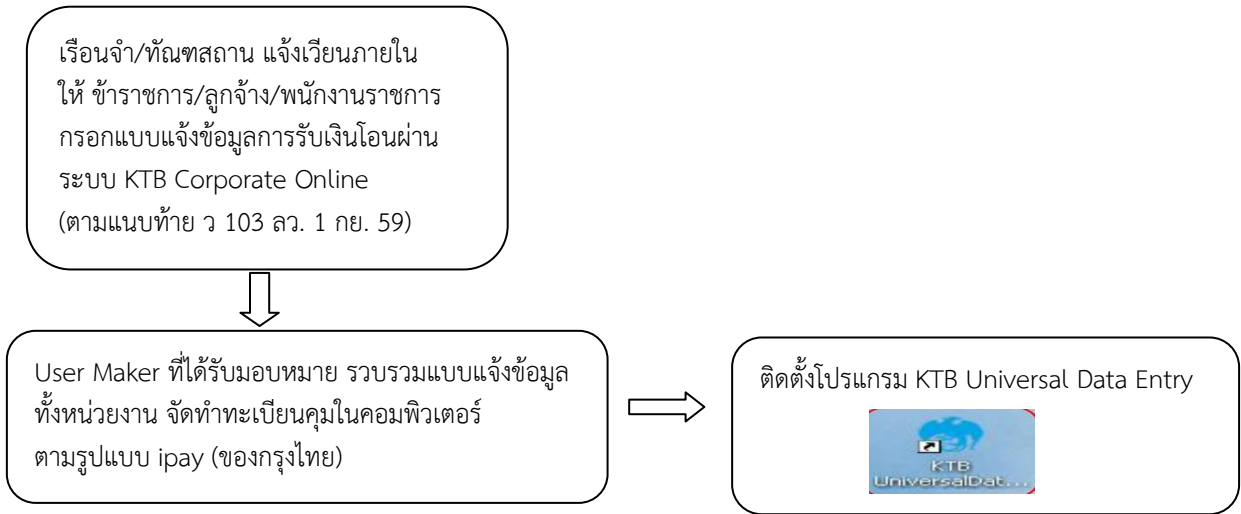 เรือนจำ/ทัณฑสถาน แจ้งเวียนภายใน
ให้ ข้าราชการ/ลูกจ้าง/พนักงานราชการ
กรอกแบบแจ้งข้อมูลการรับเงินโอนผ่าน
ระบบ KTB Corporate Online
(ตามแนบท้าย ว 103 ลว. 1 กย. 59)
User Maker ที่ได้รับมอบหมาย รวบรวมแบบแจ้งข้อมูล
ทั้งหน่วยงาน จัดทำทะเบียนคุมในคอมพิวเตอร์
ตามรูปแบบ ipay (ของกรุงไทย)
ติดตั้งโปรแกรม KTB Universal Data Entry
KTB
UniversalDat...